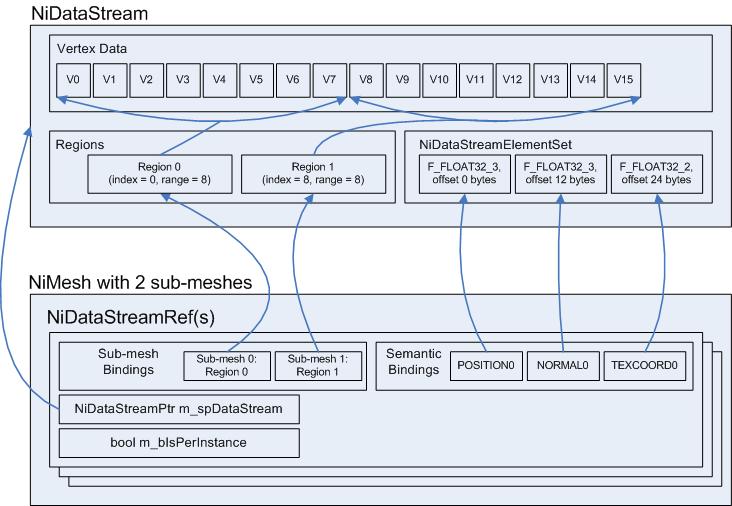 NiDataStream
Vertex Data
V0 V1 V2 V3 V4 V5 V6 V7 V8 V9 V10 V11 V12 V13 V14 V15
Regions
Region 0
(index = 0, range = 8)
Region 1
(index = 8, range = 8)
NiDataStreamElementSet
F_FLOAT32_3,
offset 0 bytes
F_FLOAT32_3,
offset 12 bytes
F_FLOAT32_2,
offset 24 bytes
NiMesh with 2 sub-meshes
NiDataStreamRef(s)
Sub-mesh
Bindings
Sub-mesh 0:
Region 0
Sub-mesh 1:
Region 1
Semantic
Bindings
POSITION0
NORMAL0
TEXCOORD0
NiDataStreamPtr m_spDataStream
bool m_bIsPerInstance